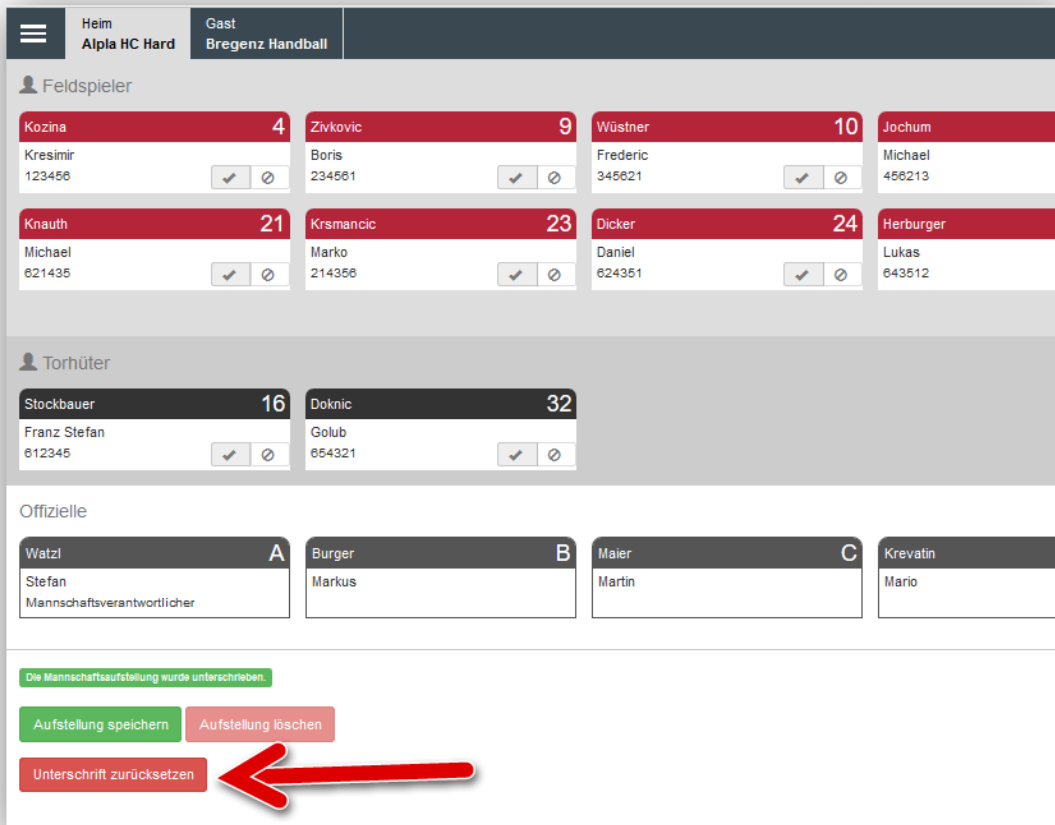 Heim
Alpla HC Hard
Gast
Bregenz Handball
Feldspieler
Kozina 4
Kresimir
123456
Zivkovic 9
Boris
234561
Wüstner 10
Frederic
345621
Jochum
Michael
456213
Knauth 21
Michael
621435
Krsmancic 23
Marko
214356
Dicker 24
Daniel
624351
Herburger
Lukas
643512
Torhüter
Stockbauer 16
Franz Stefan
612345
Doknic 32
Golub
654321
Offizielle
Watzl A
Stefan
Mannschaftsverantwortlicher
Burger B
Markus
Maier C
Martin
Krevatin
Mario
Die Mannschaftsaufstellung wurde unterschrieben.
Aufstellung speichern
Aufstellung löschen
Unterschrift zurücksetzen